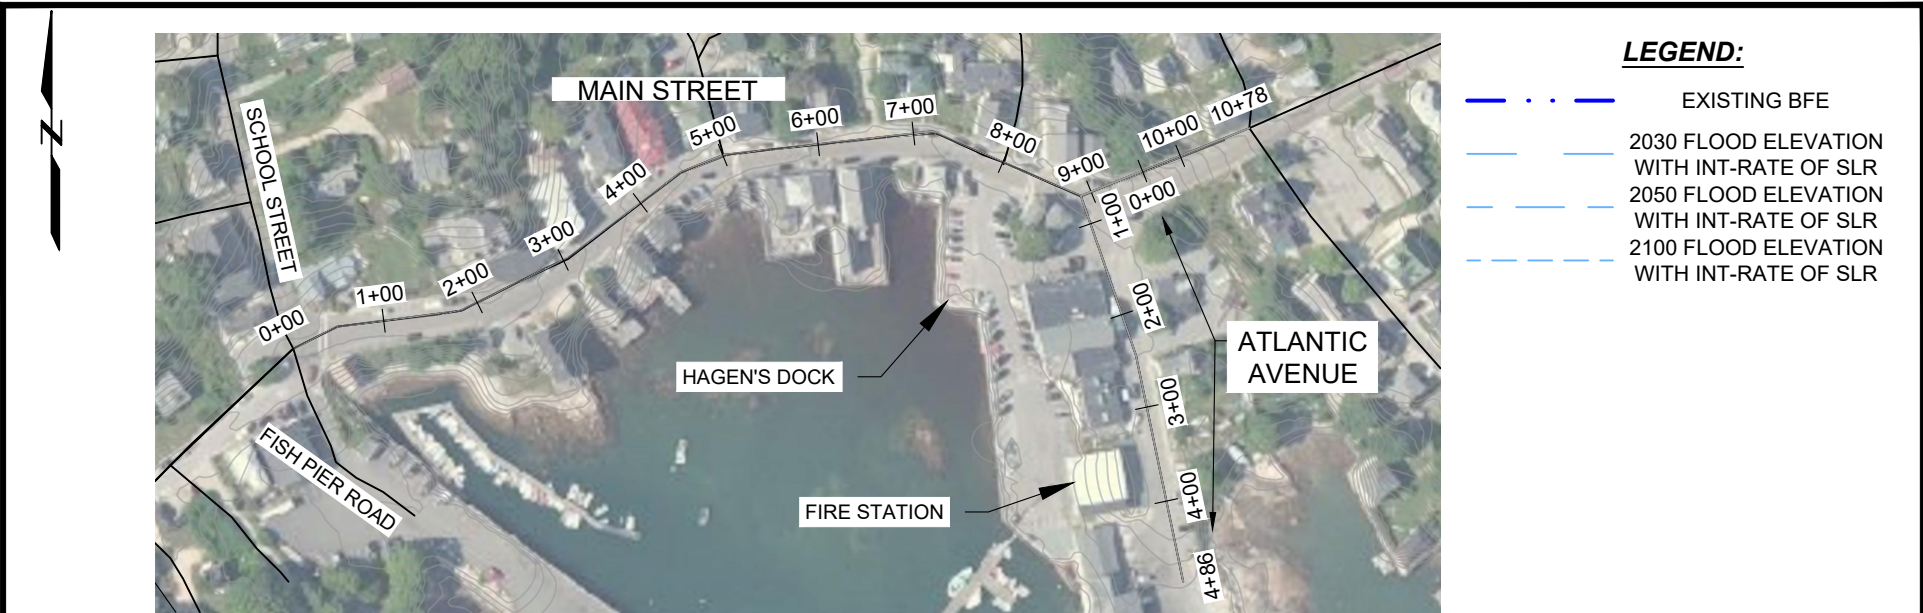 N
LEGEND:
EXISTING BFE
2030 FLOOD ELEVATION
WITH INT-RATE OF SLR
2050 FLOOD ELEVATION
WITH INT-RATE OF SLR
2100 FLOOD ELEVATION
WITH INT-RATE OF SLR
MAIN STREET
SCHOOL STREET
0+00
1+00
2+00
3+00
4+00
5+00
6+00
7+00
8+00
9+00
10+00
10+78
0+00
1+00
2+00
3+00
4+00
4+86
ATLANTIC
AVENUE
HAGEN'S DOCK
FIRE STATION
FISH PIER ROAD